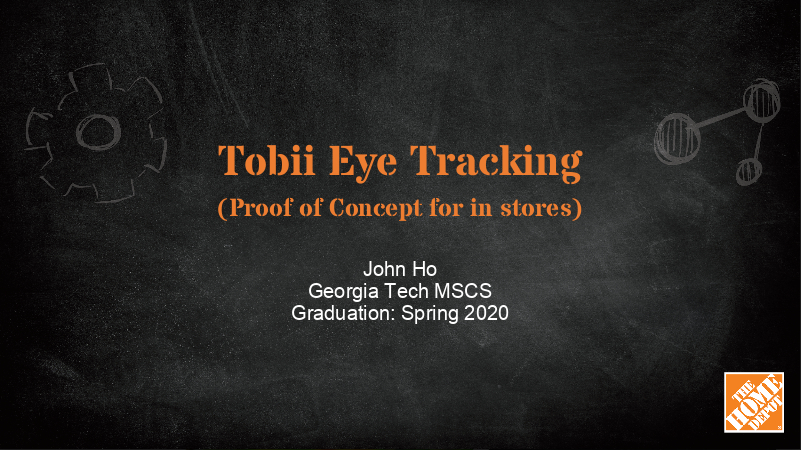 Tobii Eye Tracking
(Proof of Concept for in stores)
John Ho
Georgia Tech MSCS
Graduation: Spring 2020
THE
HOME
DEPOT